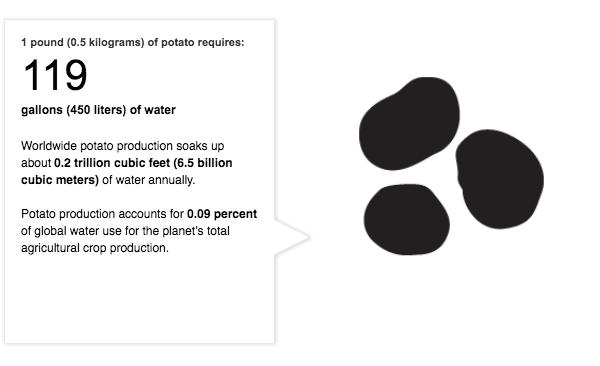 1 pound (0.5 kilograms) of potato requires:
119
gallons (450 liters) of water
Worldwide potato production soaks up
about 0.2 trillion cubic feet (6.5 billion
cubic meters) of water annually.
Potato production accounts for 0.09 percent
of global water use for the planet's total
agricultural crop production.